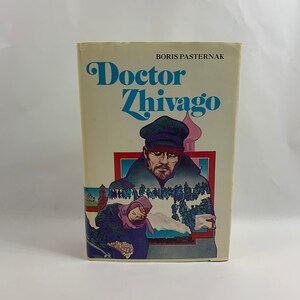 BORIS PASTERNAK
Doctor
Zhivago